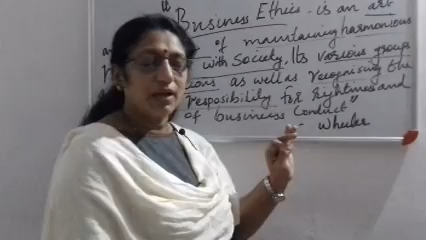 "Business Ethics - is an art
of maintaining harmonious
with Society, Its various groups
as well as recognising the
resposibility for rightness and
of business Conduct"
- Wheeler